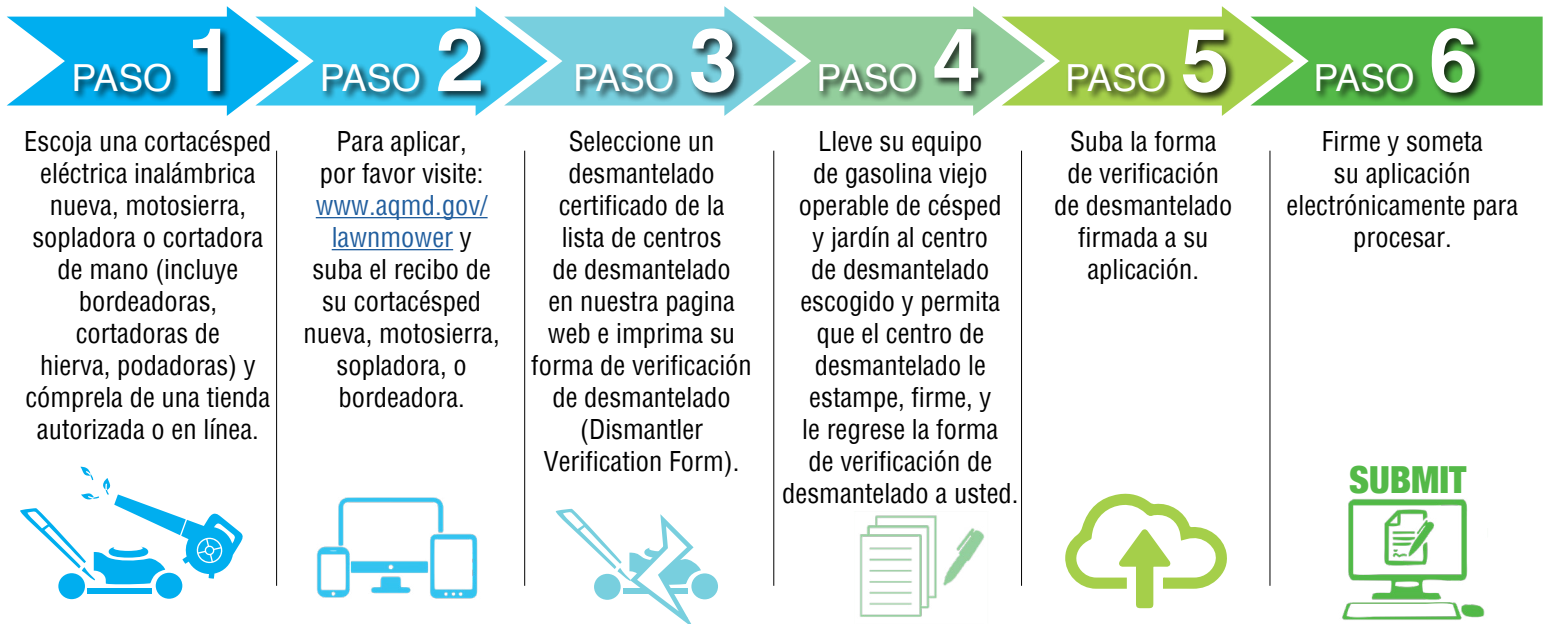 PASO 1
Escoja una cortacésped
eléctrica inalámbrica
nueva, motosierra,
sopladora o cortadora
de mano (incluye
bordeadoras,
cortadoras de
hierva, podadoras) y
cómprela de una tienda
autorizada o en línea.
PASO 2
Para aplicar,
por favor visite:
www.aqmd.gov/
lawnmower y
suba el recibo de
su cortacésped
nueva, motosierra,
sopladora, o
bordeadora.
PASO 3
Seleccione un
desmantelado
certificado de la
lista de centros
de desmantelado
en nuestra pagina
web e imprima su
forma de verificación
de desmantelado
(Dismantler
Verification Form).
PASO 4
Lleve su equipo
de gasolina viejo
operable de césped
y jardín al centro
de desmantelado
escogido y permita
que el centro de
desmantelado le
estampe, firme, y
le regrese la forma
de verificación de
desmantelado a usted.
PASO 5
Suba la forma
de verificación
de desmantelado
firmada a su
aplicación.
PASO 6
Firme y someta
su aplicación
electrónicamente para
procesar.
SUBMIT